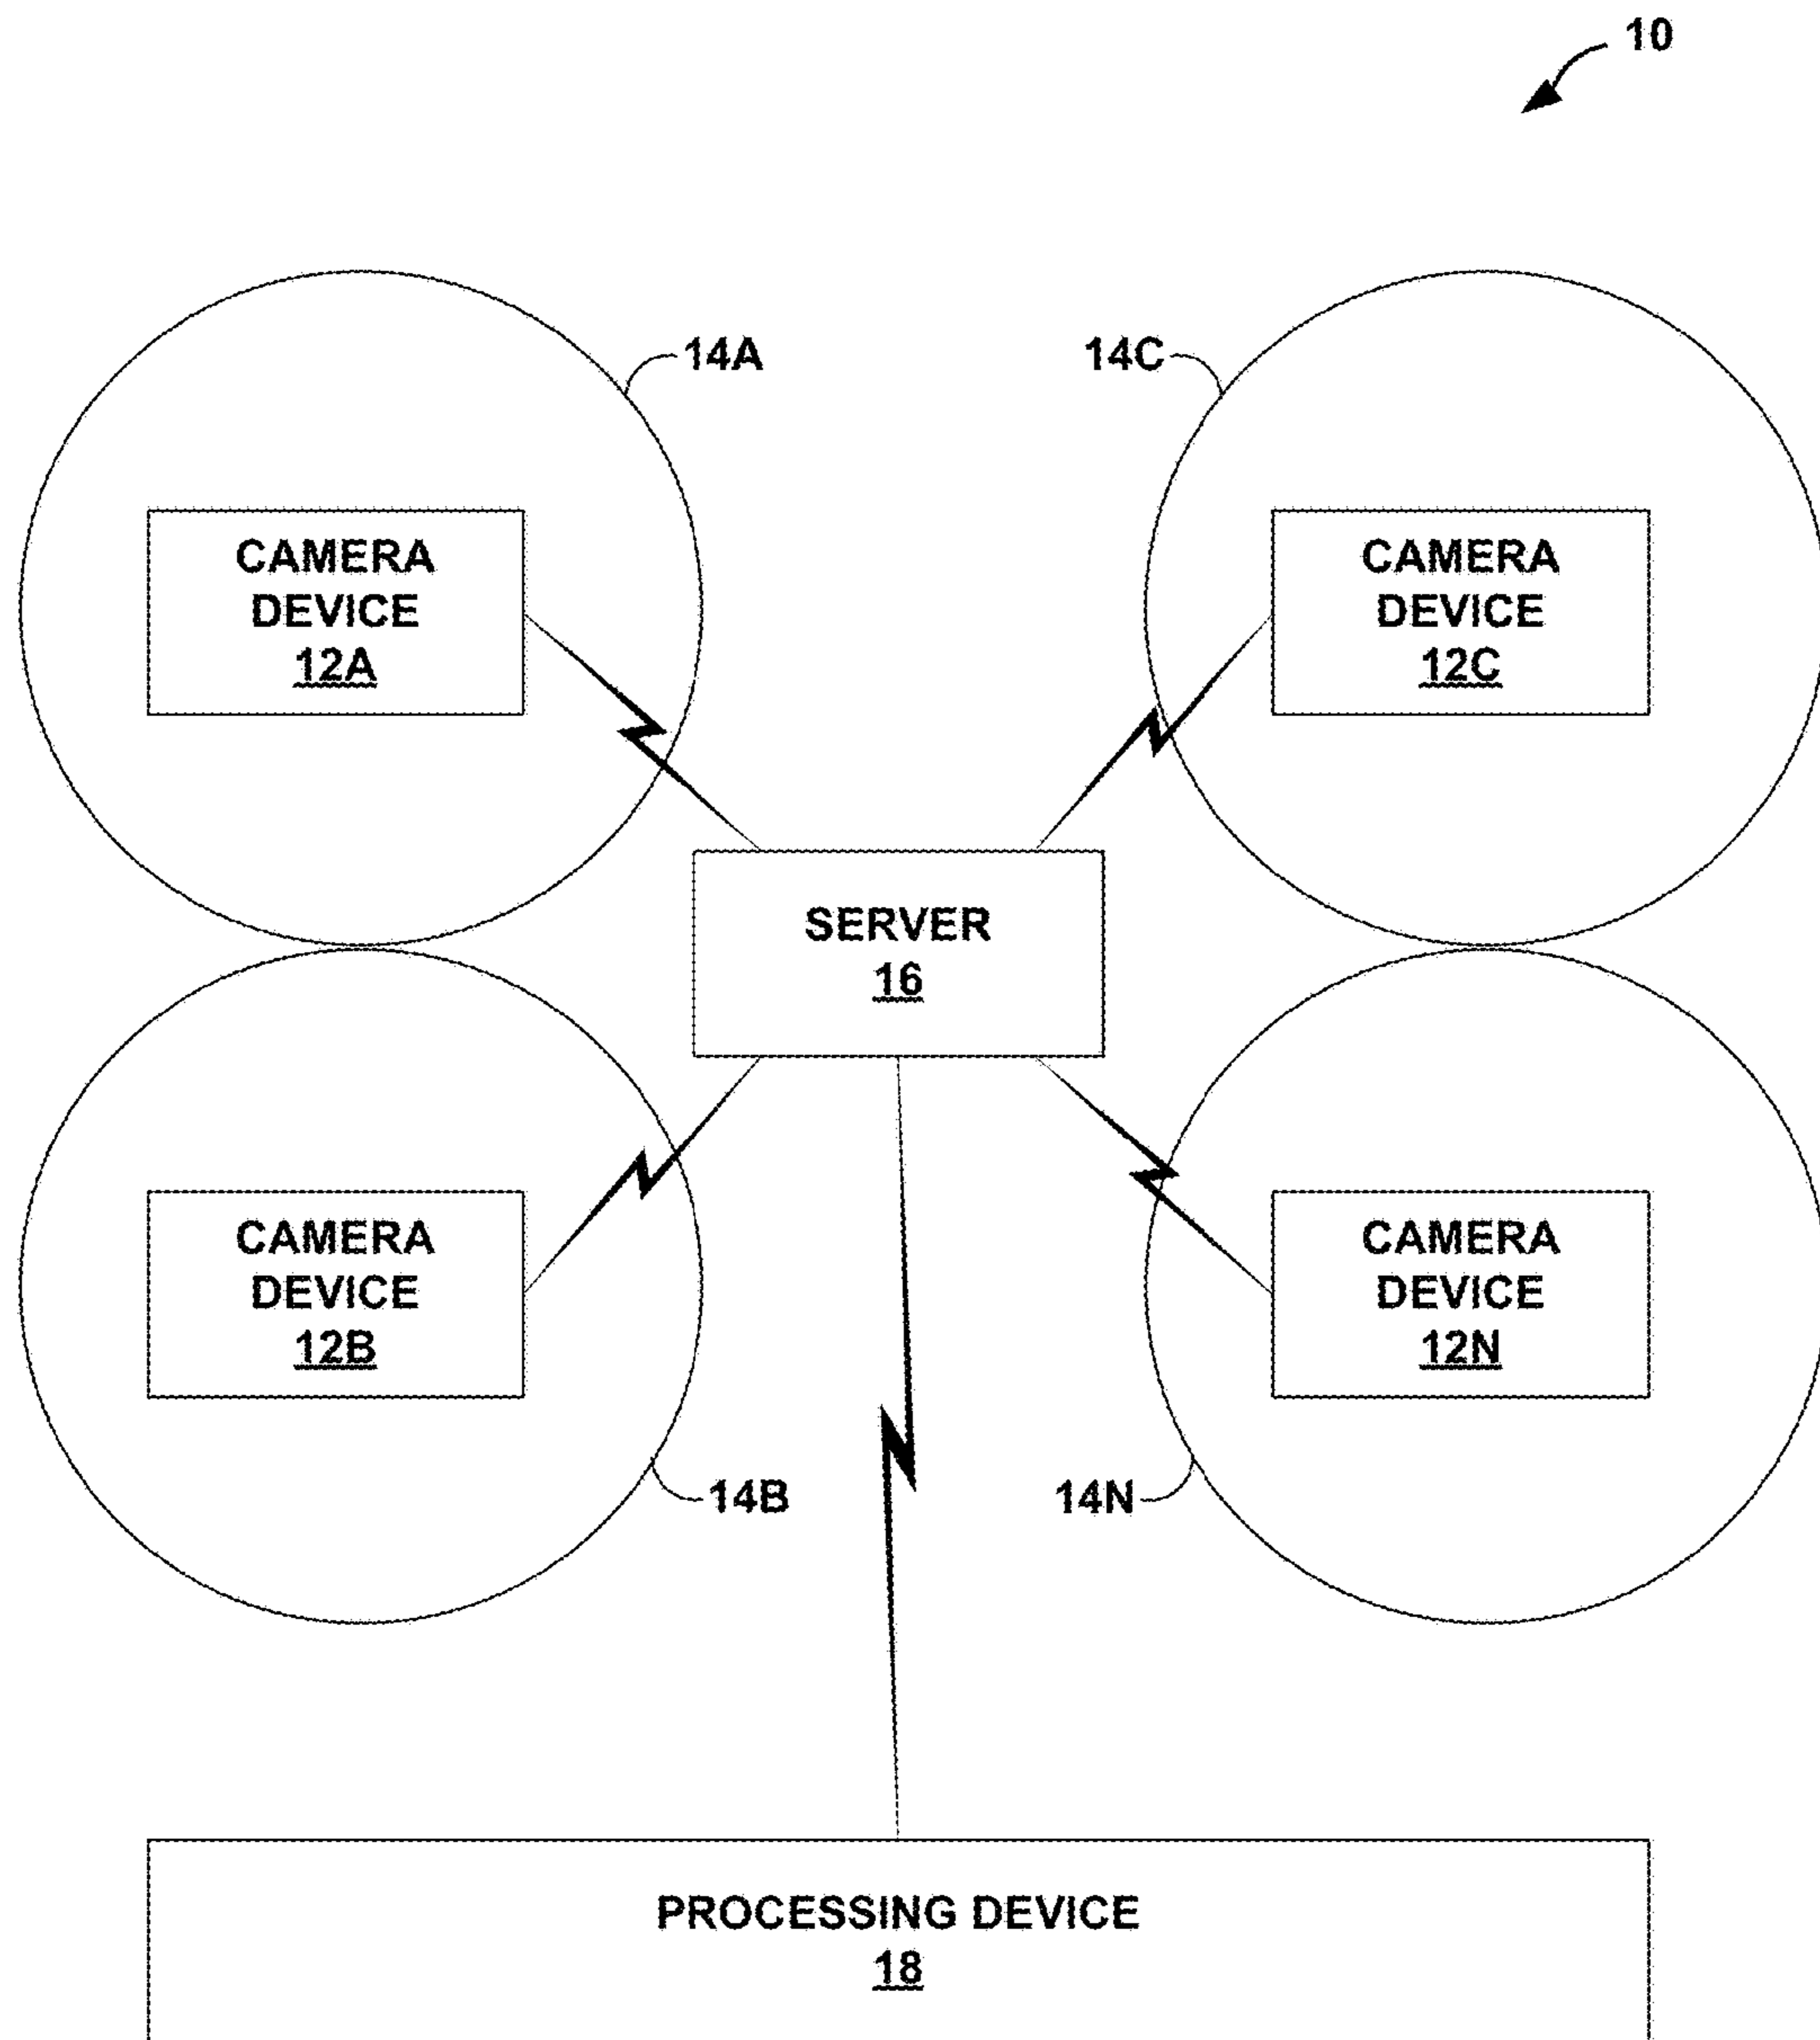 10
14A
14C
CAMERA
DEVICE
12A
CAMERA
DEVICE
12C
SERVER
16
CAMERA
DEVICE
12B
CAMERA
DEVICE
12N
14B
14N
PROCESSING DEVICE
18